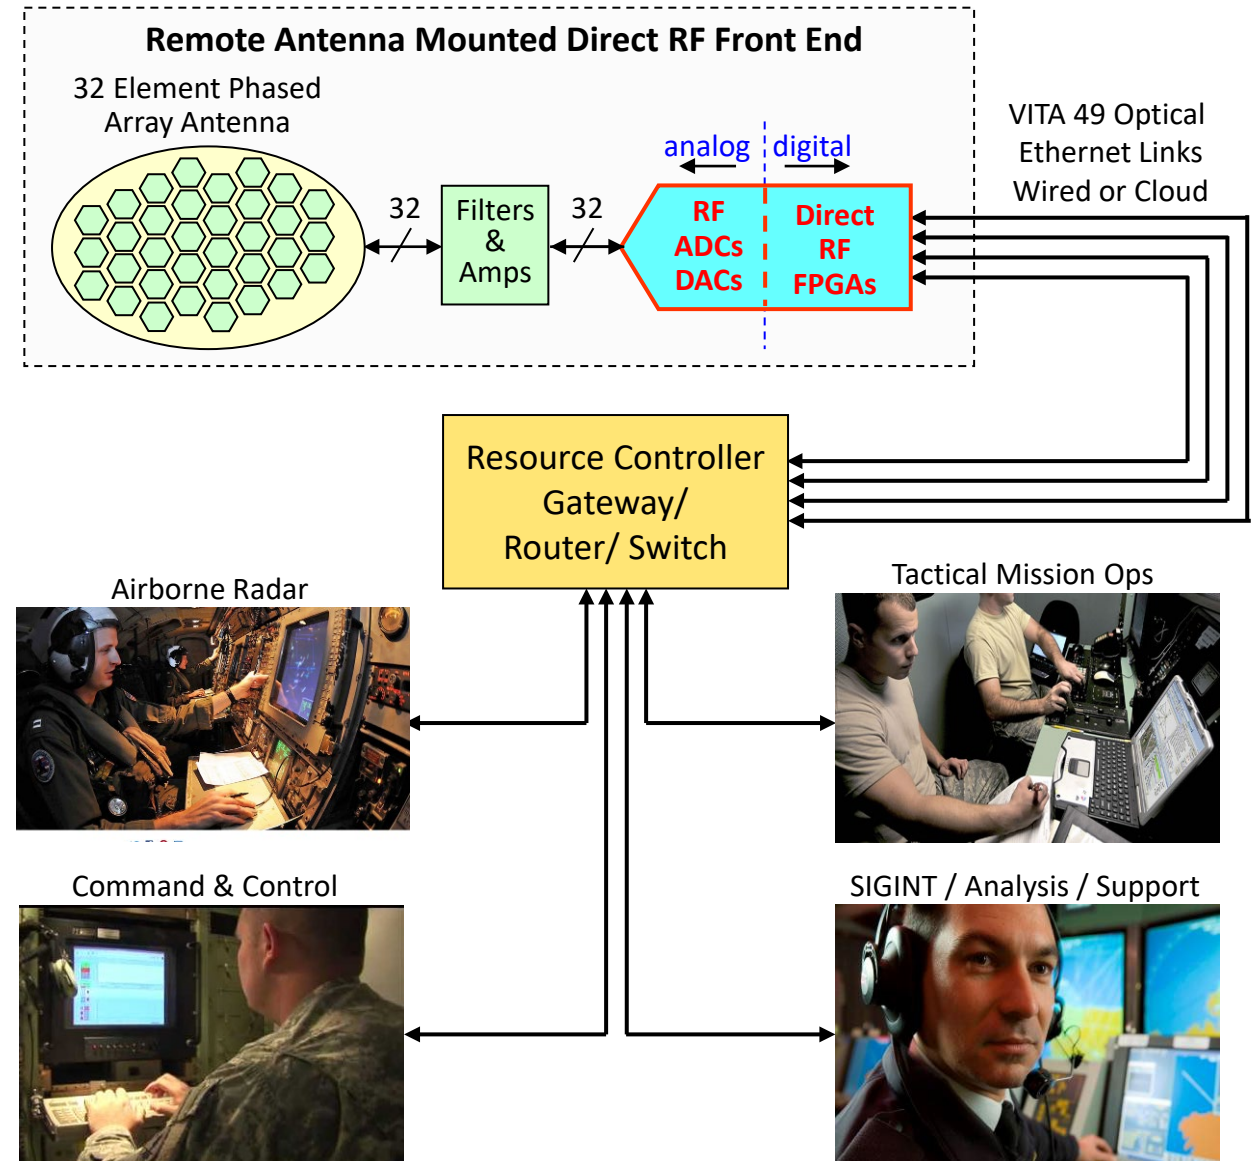 Remote Antenna Mounted Direct RF Front End
32 Element Phased
Array Antenna
32
Filters
&
Amps
32
analog
digital
RF
ADCs
DACs
Direct
RF
FPGAs
VITA 49 Optical
Ethernet Links
Wired or Cloud
Resource Controller
Gateway/
Router/ Switch
Airborne Radar
Tactical Mission Ops
Command & Control
SIGINT / Analysis / Support